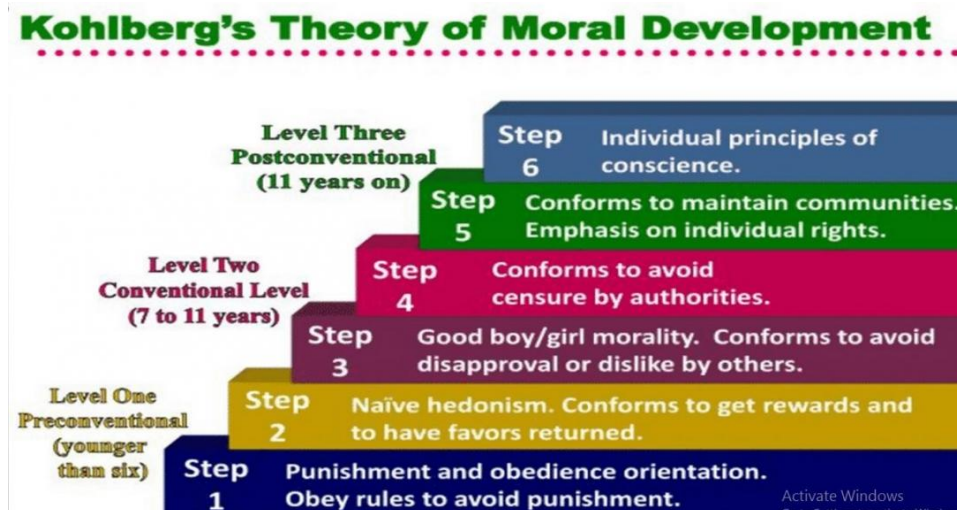 Kohlberg's Theory of Moral Development
Level Three
Postconventional
(11 years on)
Step
6
Individual principles of
conscience.
Step
5
Conforms to maintain communities.
Emphasis on individual rights.
Level Two
Conventional Level
(7 to 11 years)
Step
4
Conforms to avoid
censure by authorities.
Step
3
Good boy/girl morality. Conforms to avoid
disapproval or dislike by others.
Level One
Preconventional
(younger
than six)
Step
2
Naïve hedonism. Conforms to get rewards and
to have favors returned.
Step
1
Punishment and obedience orientation.
Obey rules to avoid punishment.
Activate Windows